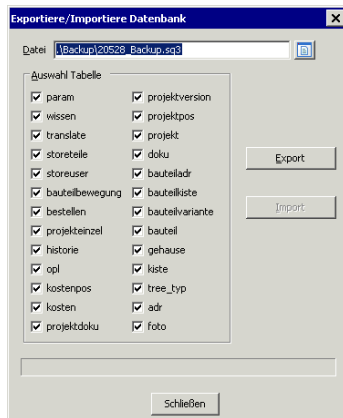 Exportiere/Importiere Datenbank
Datei .\Backup\20528_Backup.sq3
Auswahl Tabelle
param projektversion
wissen projektpos
translate projekt
storeteile doku
storeuser bauteiladr
bauteilbewegung bauteilkiste
bestellen bauteilvariante
projekteinzel bauteil
historie gehause
opl kiste
kostenpos tree_typ
kosten adr
projektdoku foto
Export
Import
Schließen